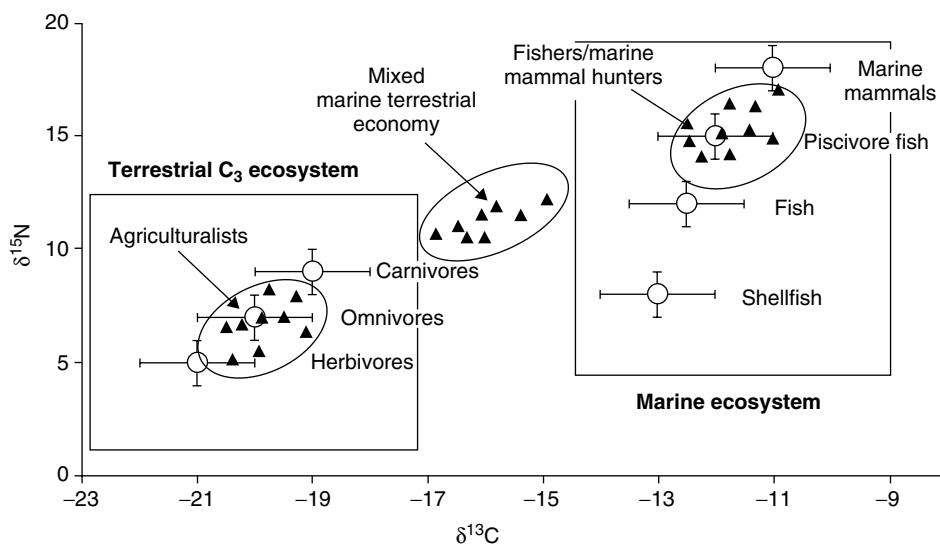 20
15
10
5
0
δ15N
Fishers/marine
mammal hunters
Marine
mammals
Mixed
marine terrestrial
economy
Piscivore fish
Terrestrial C3 ecosystem
Fish
Agriculturalists
Carnivores
Shellfish
Omnivores
Herbivores
Marine ecosystem
−23
−21
−19
−17
−15
−13
−11
−9
δ13C